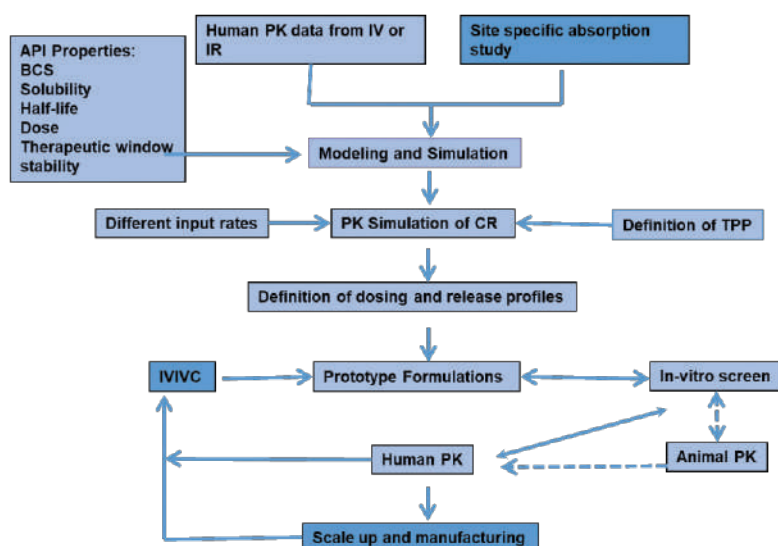 API Properties:
BCS
Solubility
Half-life
Dose
Therapeutic window
stability
Human PK data from IV or
IR
Site specific absorption
study
Modeling and Simulation
Different input rates
PK Simulation of CR
Definition of TPP
Definition of dosing and release profiles
IVIVC
Prototype Formulations
In-vitro screen
Human PK
Animal PK
Scale up and manufacturing